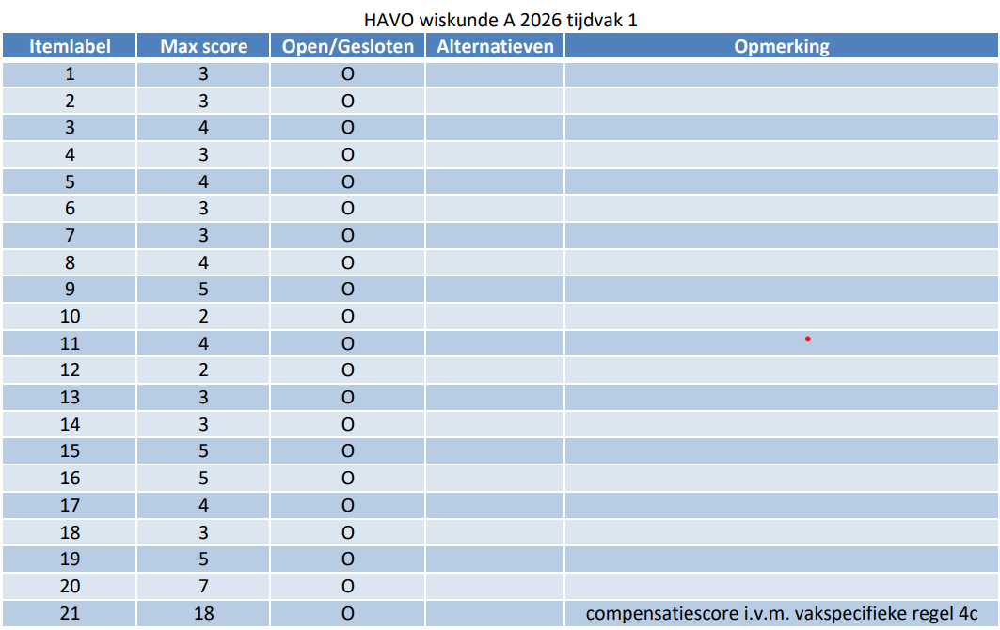 HAVO wiskunde A 2026 tijdvak 1
Itemlabel Max score Open/Gesloten Alternatieven Opmerking
1 3 O
2 3 O
3 4 O
4 3 O
5 4 O
6 3 O
7 3 O
8 4 O
9 5 O
10 2 O
11 4 O
12 2 O
13 3 O
14 3 O
15 5 O
16 5 O
17 4 O
18 3 O
19 5 O
20 7 O
21 18 O compensatiescore i.v.m. vakspecifieke regel 4c